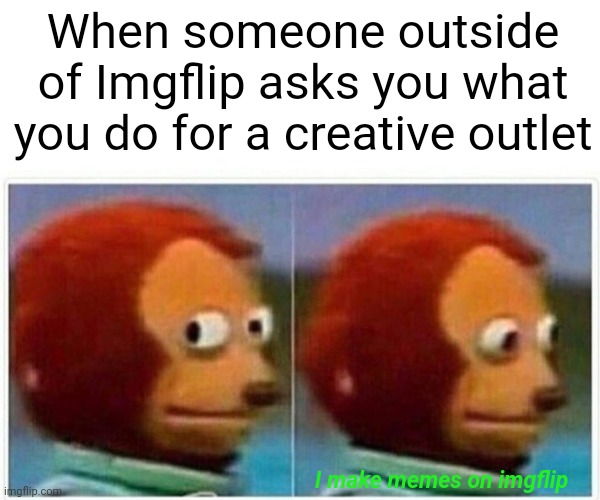 When someone outside
of Imgflip asks you what
you do for a creative outlet
I make memes on imgflip
imgflip.com